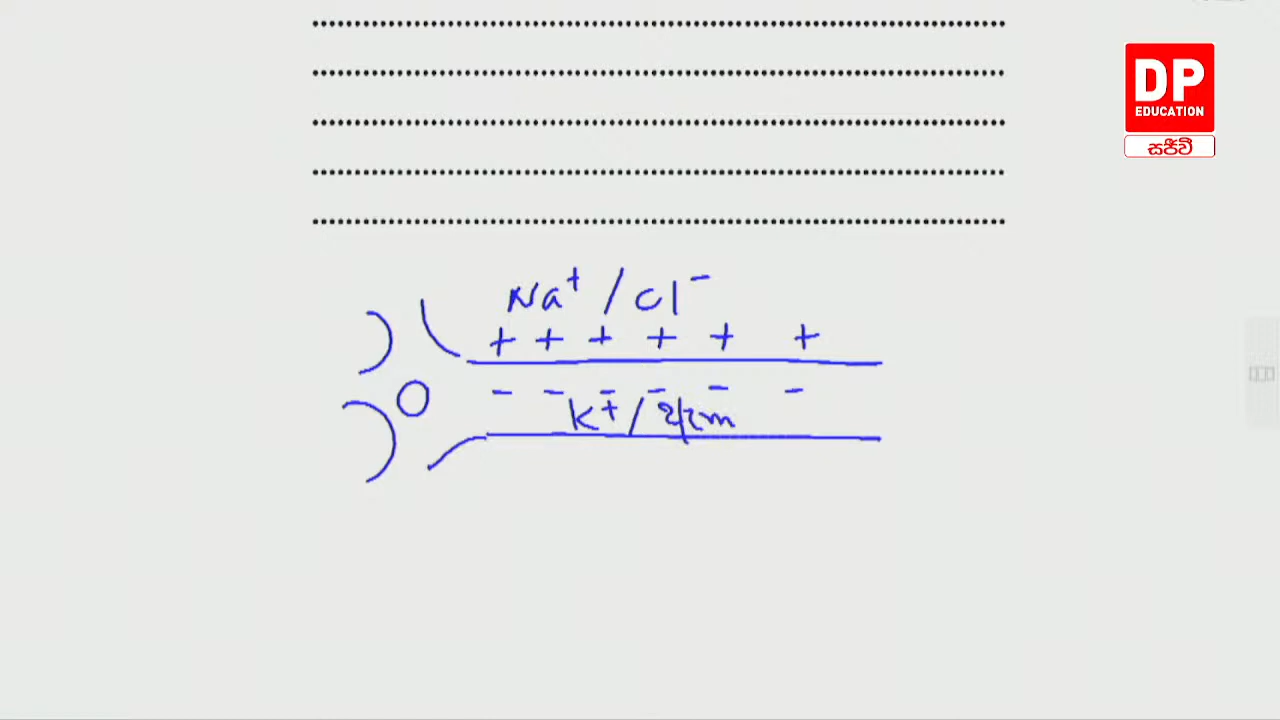 DP
EDUCATION
සජීවී
Na⁺ / Cl⁻
+ + + + + +
- - - - - -
K⁺ /